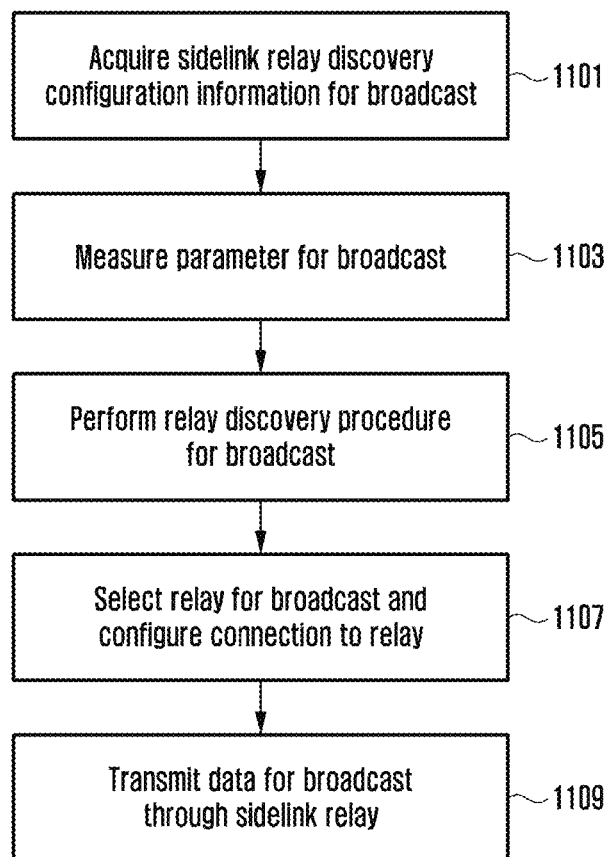 Acquire sidelink relay discovery
configuration information for broadcast
1101
Measure parameter for broadcast
1103
Perform relay discovery procedure
for broadcast
1105
Select relay for broadcast and
configure connection to relay
1107
Transmit data for broadcast
through sidelink relay
1109